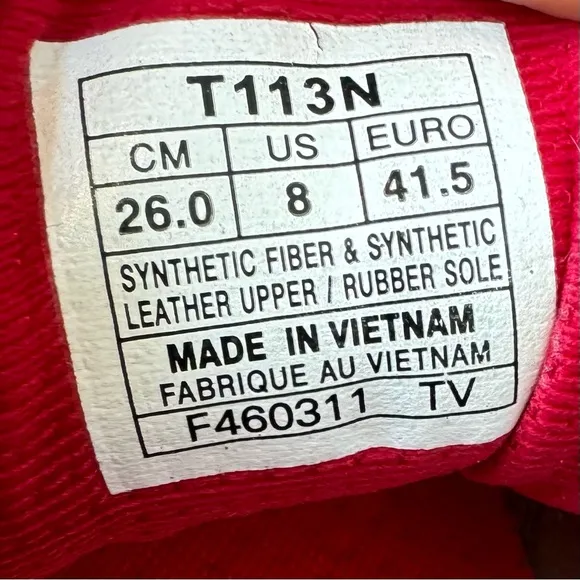 T113N
CM US EURO
26.0 8 41.5
SYNTHETIC FIBER & SYNTHETIC
LEATHER UPPER / RUBBER SOLE
MADE IN VIETNAM
FABRIQUE AU VIETNAM
F460311 TV